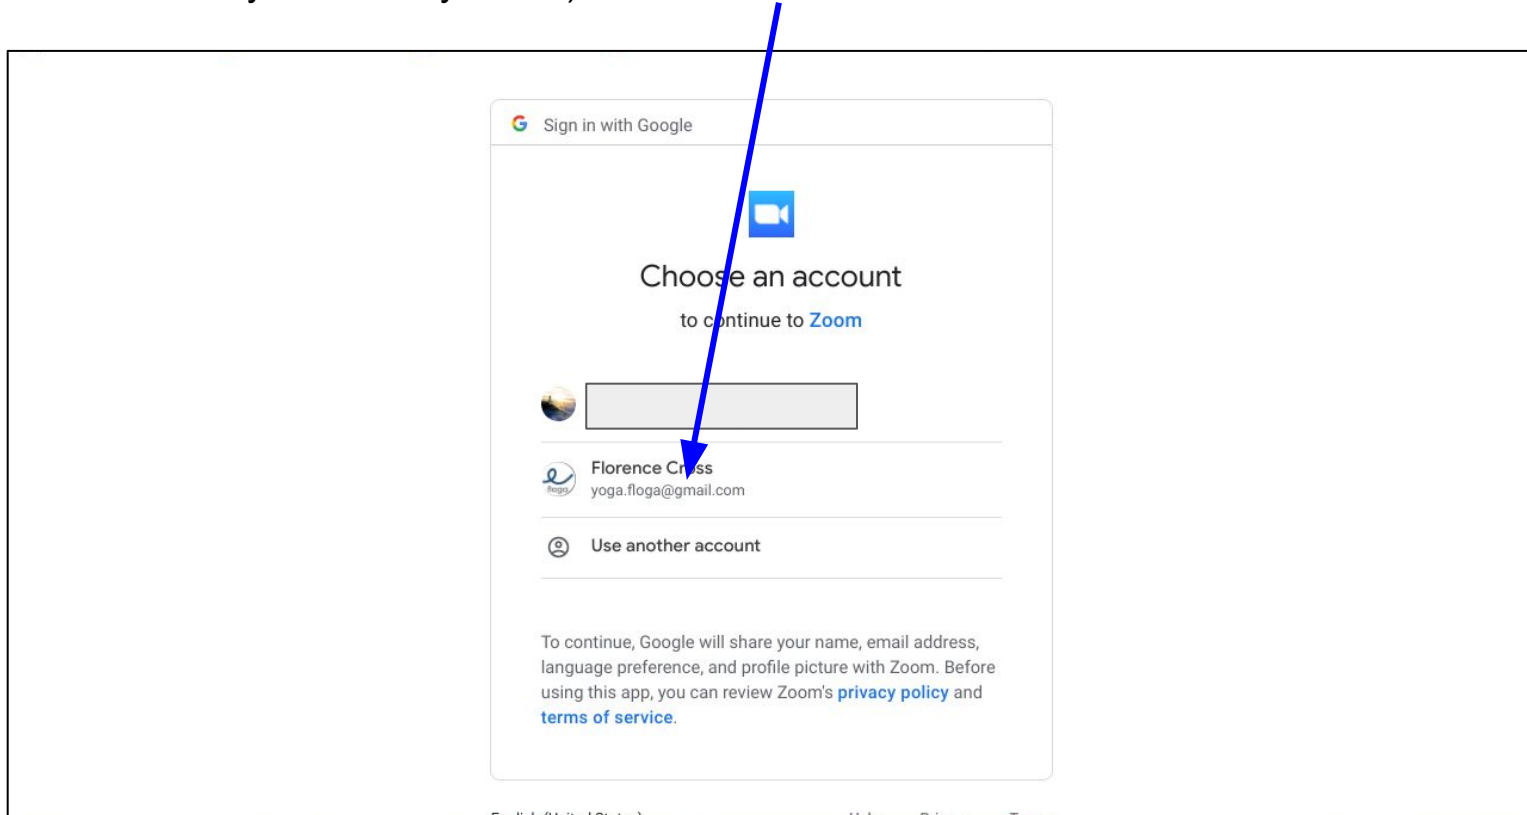 Sign in with Google
Choose an account
to continue to Zoom
Florence Cross
floga
yoga.floga@gmail.com
Use another account
To continue, Google will share your name, email address,
language preference, and profile picture with Zoom. Before
using this app, you can review Zoom's privacy policy and
terms of service.